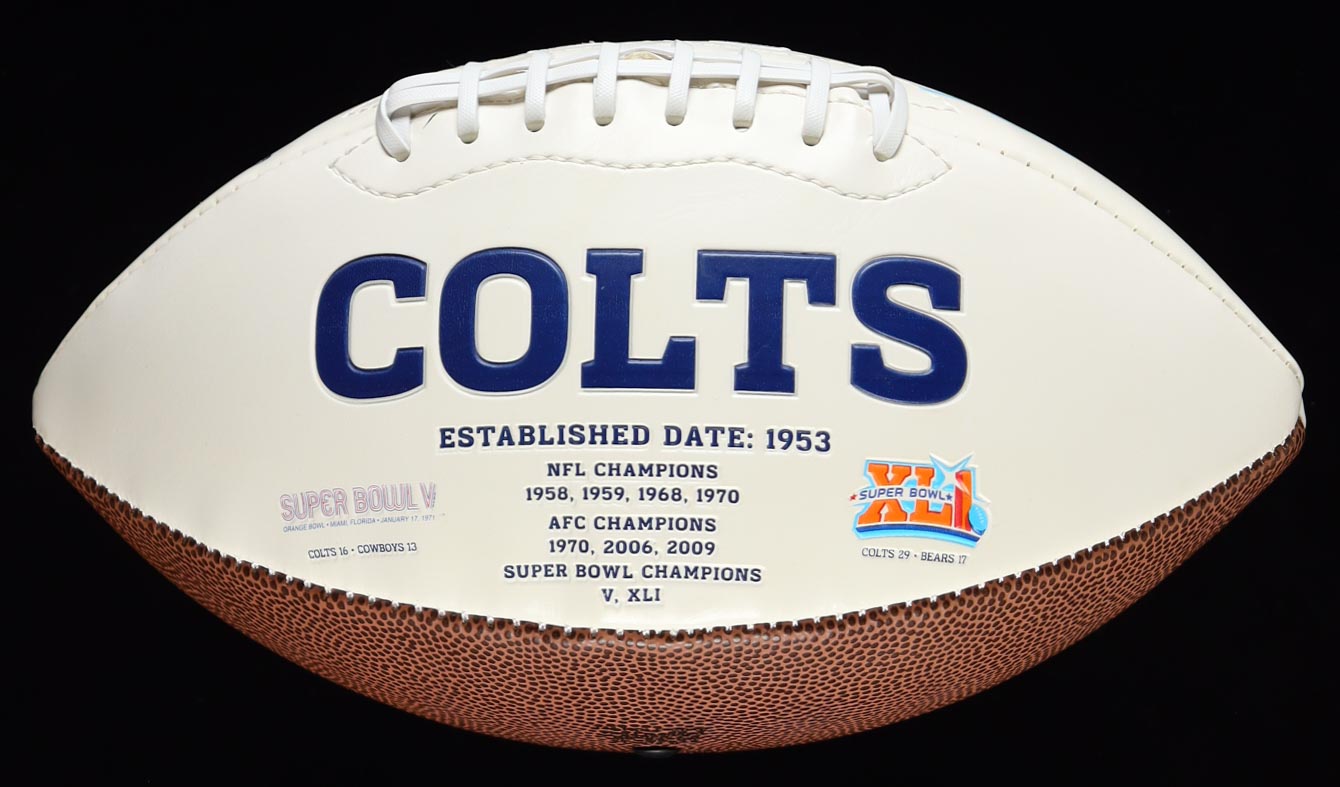 COLTS
ESTABLISHED DATE: 1953
NFL CHAMPIONS
1958, 1959, 1968, 1970
AFC CHAMPIONS
1970, 2006, 2009
SUPER BOWL CHAMPIONS
V, XLI
SUPER BOWL V
ORANGE BOWL • MIAMI, FLORIDA • JANUARY 17, 1971
COLTS 16 • COWBOYS 13
XLI
SUPER BOWL
COLTS 29 • BEARS 17